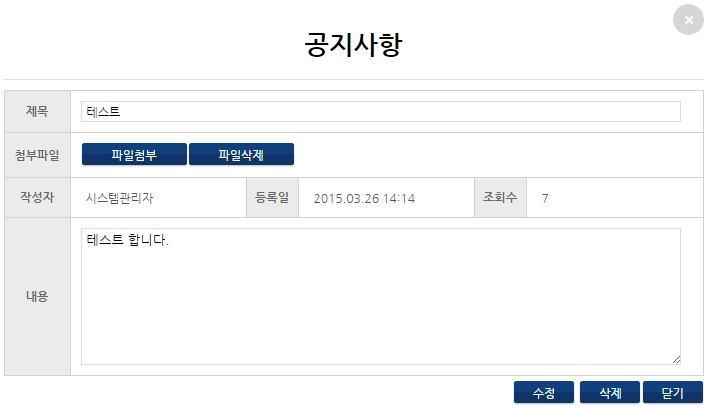 공지사항
제목 테스트
첨부파일 파일첨부 파일삭제
작성자 시스템관리자 등록일 2015.03.26 14:14 조회수 7
내용 테스트 합니다.
수정 삭제 닫기